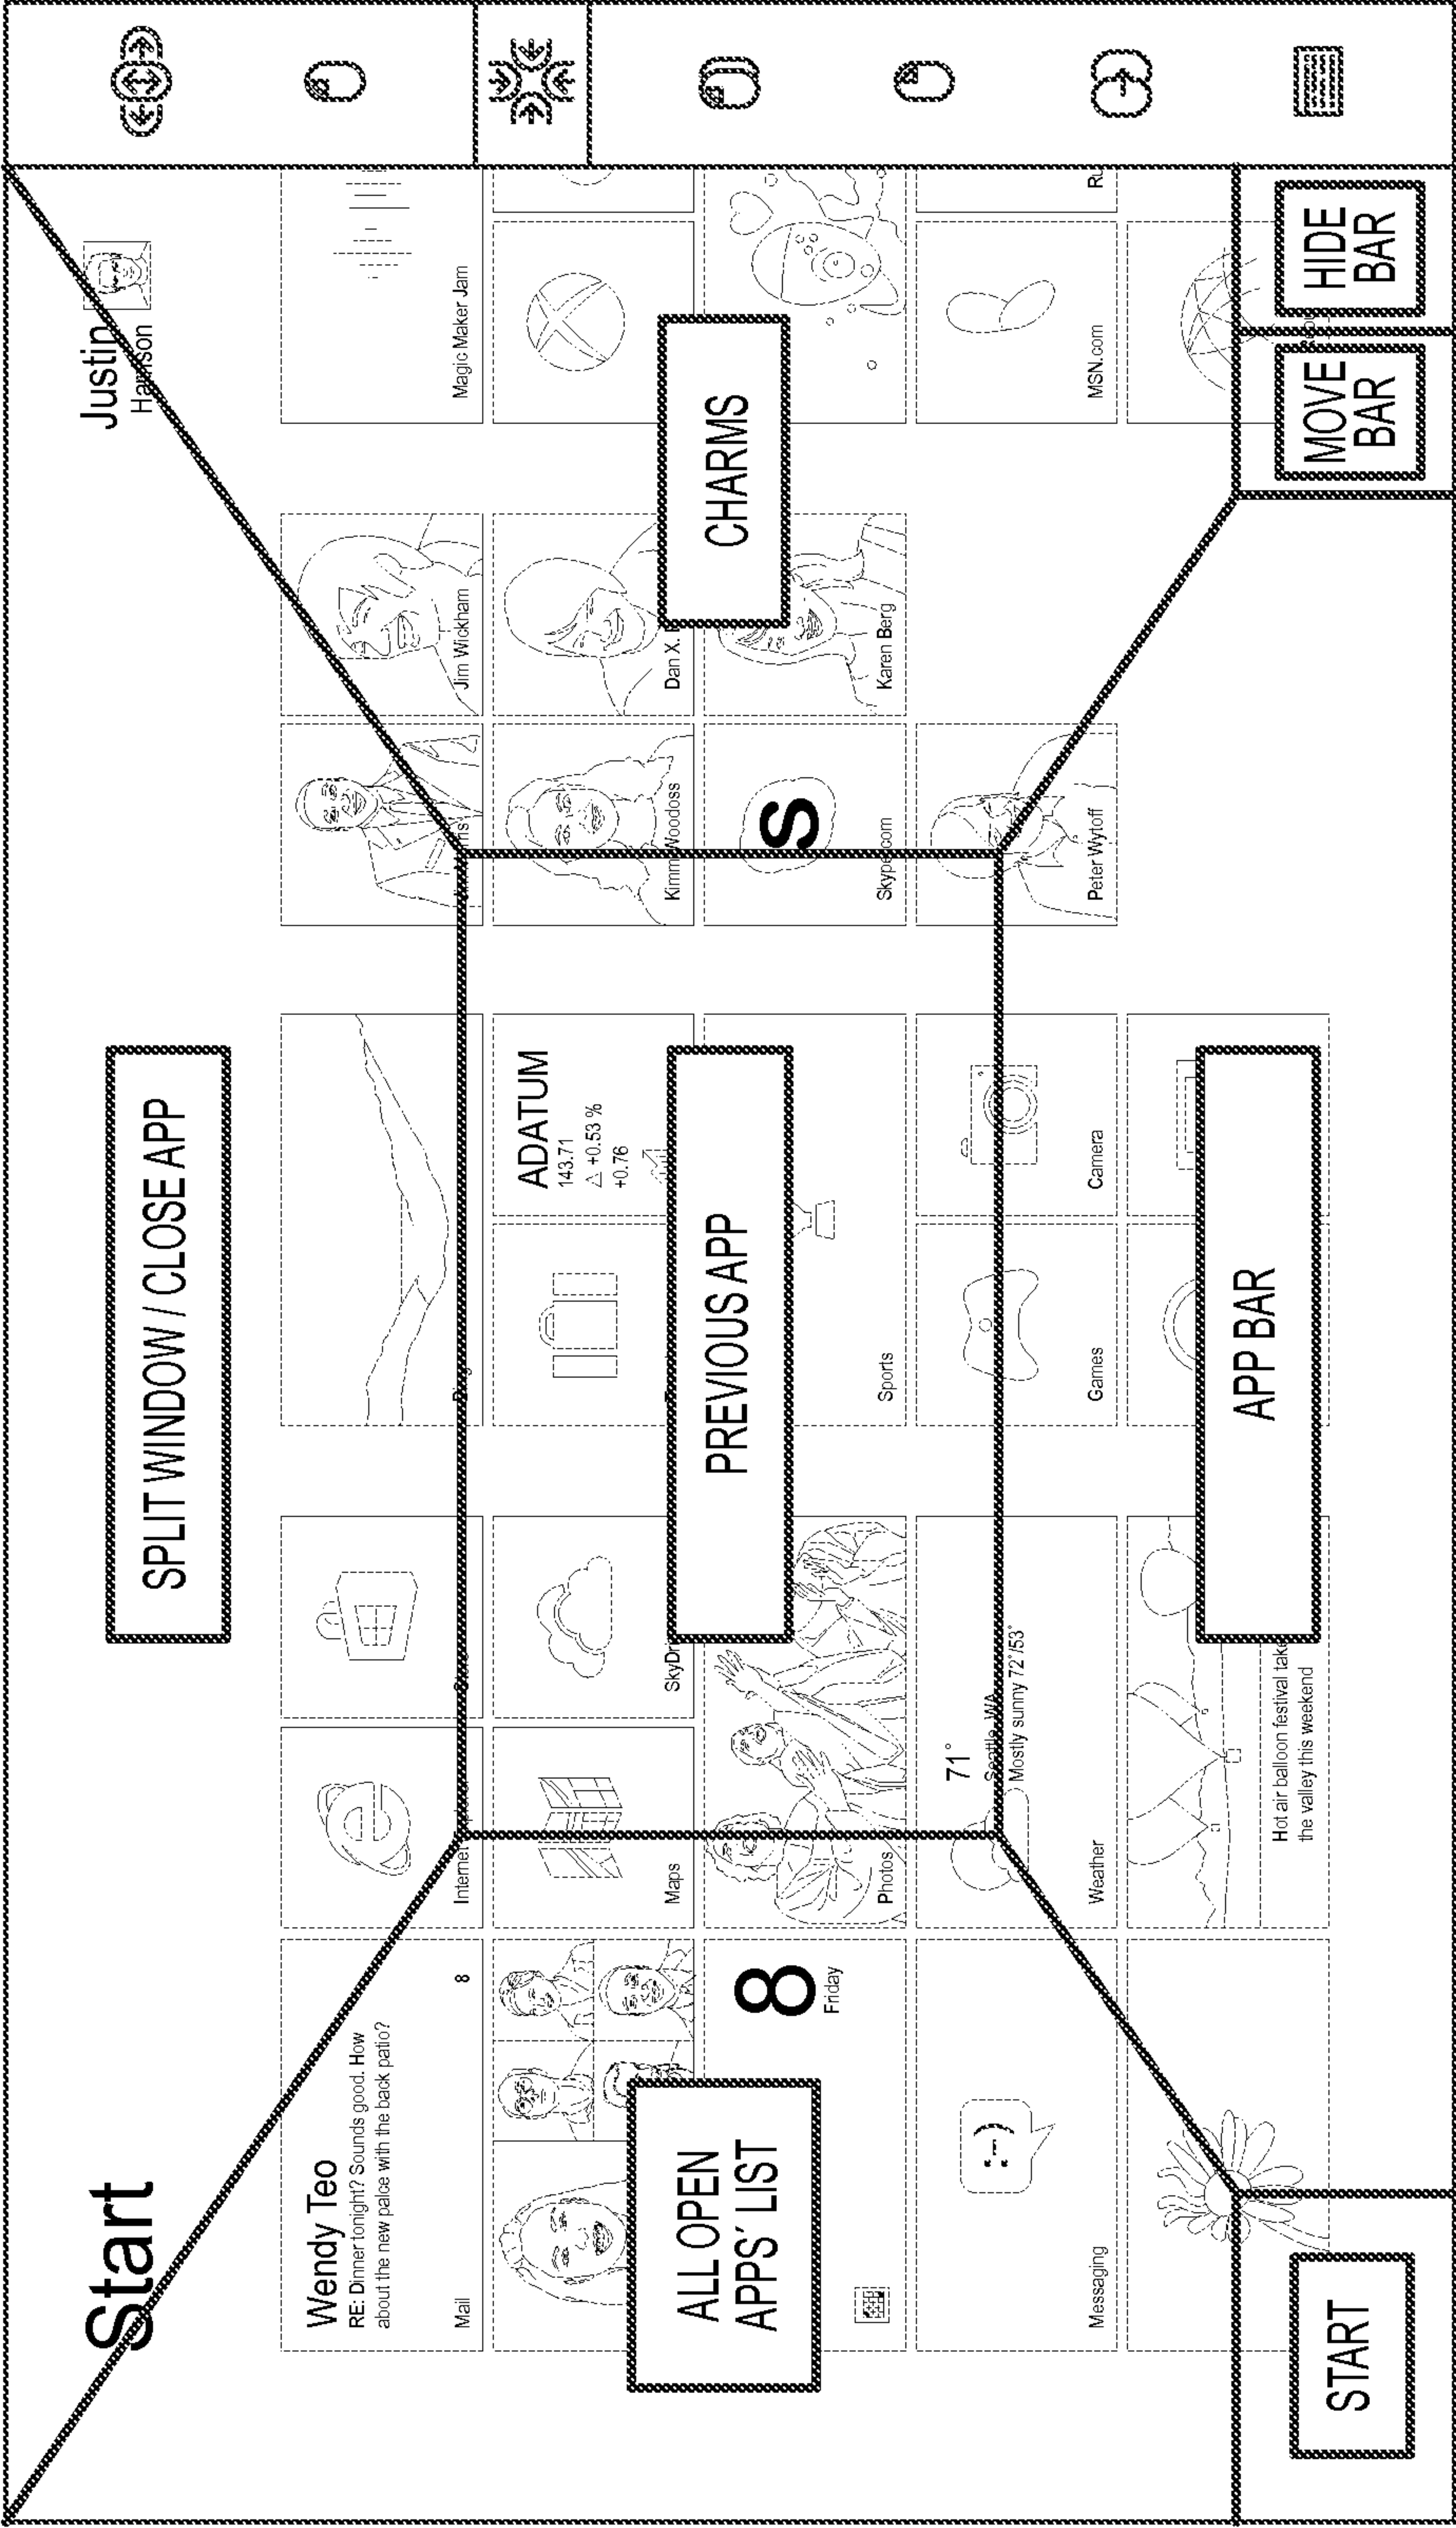 Start
Justin
Harrison
SPLIT WINDOW / CLOSE APP
Wendy Teo
RE: Dinner tonight? Sounds good. How
about the new palce with the back patio?
Mail
8
Internet
Jim Wickham
Magic Maker Jam
ALL OPEN
APPS' LIST
Maps
SkyDr
ADATUM
143.71
△ +0.53 %
+0.76
PREVIOUS APP
Woodoss
Dan X.
CHARMS
8
Friday
Photos
Sports
S
Skype.com
Karen Berg
Messaging
:-)
71°
Seattle, WA
Mostly sunny 72°/53°
Weather
Games
Camera
Peter Wytoff
MSN.com
Ru
Hot air balloon festival take
the valley this weekend
START
APP BAR
MOVE
BAR
HIDE
BAR